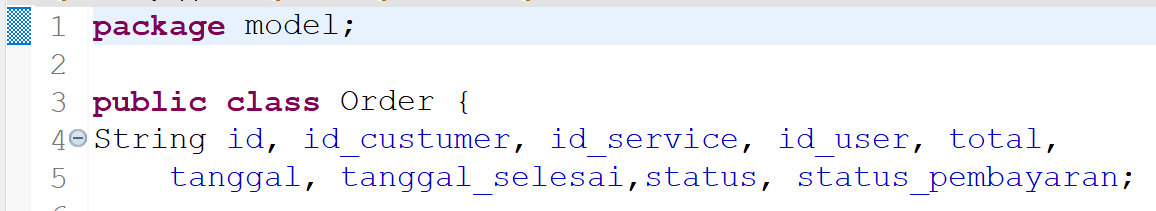 1 package model;
2
3 public class Order {
4 String id, id_custumer, id_service, id_user, total,
5 tanggal, tanggal_selesai,status, status_pembayaran;